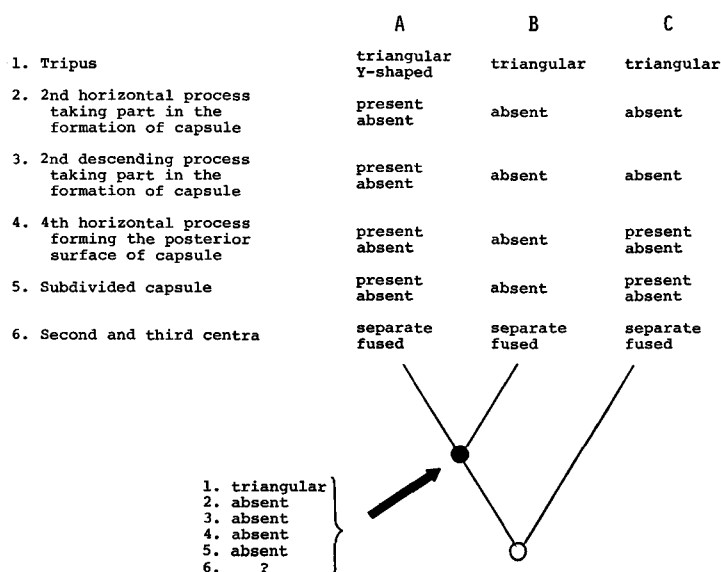 A B C
1. Tripus triangular Y-shaped triangular triangular
2. 2nd horizontal process
taking part in the present absent absent absent
formation of capsule
3. 2nd descending process
taking part in the present absent absent absent
formation of capsule
4. 4th horizontal process
forming the posterior present absent absent present absent
surface of capsule
5. Subdivided capsule present absent absent present absent
6. Second and third centra separate fused separate fused separate fused
1. triangular
2. absent
3. absent
4. absent
5. absent
6. ?